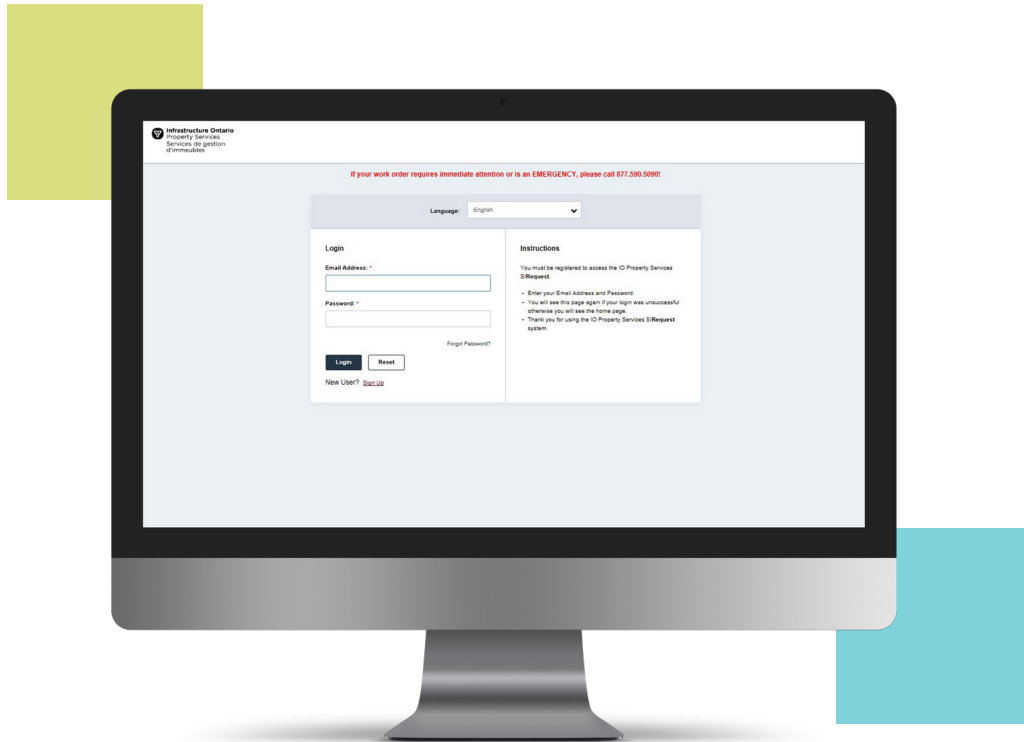 Infrastructure Ontario
Property Services
Services de gestion
d'immeubles
If your work order requires immediate attention or is an EMERGENCY, please call 877.590.5090!
Language: English
Login
Email Address: *
Password: *
Forgot Password?
Login Reset
New User? Sign Up
Instructions
You must be registered to access the IO Property Services
SIRequest.
• Enter your Email Address and Password.
• You will see this page again if your login was unsuccessful
otherwise you will see the home page.
• Thank you for using the IO Property Services SIRequest
system.